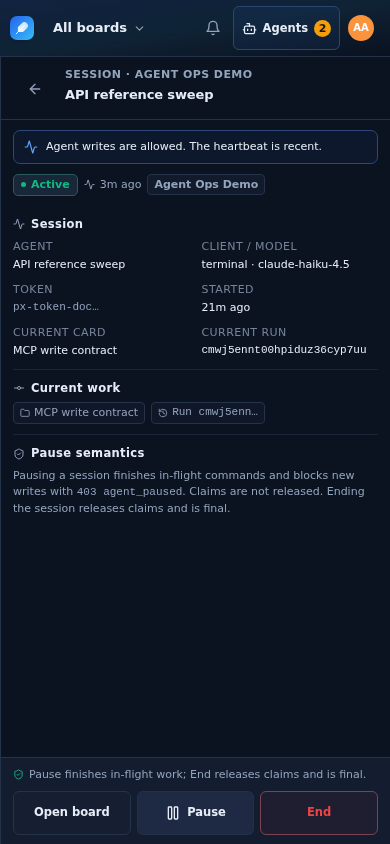 All boards
Agents 2
AA
SESSION · AGENT OPS DEMO
API reference sweep
Agent writes are allowed. The heartbeat is recent.
Active 3m ago Agent Ops Demo
Session
AGENT CLIENT / MODEL
API reference sweep terminal · claude-haiku-4.5
TOKEN STARTED
px-token-doc… 21m ago
CURRENT CARD CURRENT RUN
MCP write contract cmwj5ennt00hpiduz36cyp7uu
Current work
MCP write contract Run cmwj5enn…
Pause semantics
Pausing a session finishes in-flight commands and blocks new
writes with 403 agent_paused. Claims are not released. Ending
the session releases claims and is final.
Pause finishes in-flight work; End releases claims and is final.
Open board Pause End